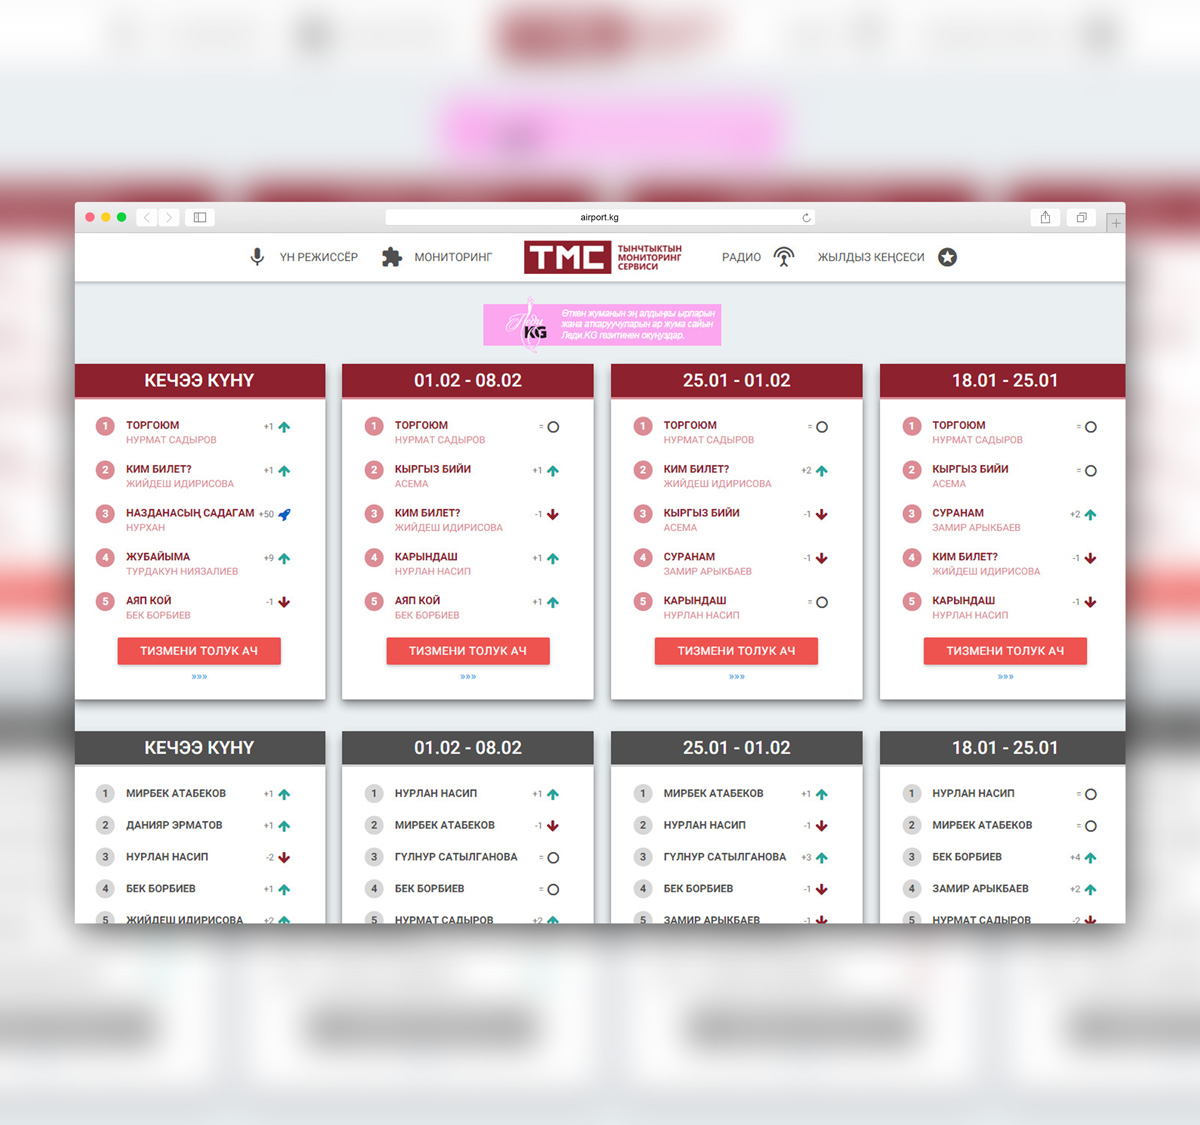 airport.kg
ҮН РЕЖИССЁР
МОНИТОРИНГ
ТМС
ТЫНЧТЫКТЫН
МОНИТОРИНГ
СЕРВИСИ
РАДИО
ЖЫЛДЫЗ КЕҢСЕСИ
Леди
KG
Өткөн жуманын эң алдыңкы ырларын
жана аткаруучуларын ар жума сайын
Леди.KG гезитинен окуңуздар.
КЕЧЭЭ КҮНҮ
1 ТОРГОЮМ +1
НУРМАТ САДЫРОВ
2 КИМ БИЛЕТ? +1
ЖИЙДЕШ ИДИРИСОВА
3 НАЗДАНАСЫҢ САДАГАМ +50
НУРХАН
4 ЖУБАЙЫМА +9
ТУРДАКУН НИЯЗАЛИЕВ
5 АЯП КОЙ -1
БЕК БОРБИЕВ
ТИЗМЕНИ ТОЛУК АЧ
»»»
01.02 - 08.02
1 ТОРГОЮМ =
НУРМАТ САДЫРОВ
2 КЫРГЫЗ БИЙИ +1
АСЕМА
3 КИМ БИЛЕТ? -1
ЖИЙДЕШ ИДИРИСОВА
4 КАРЫНДАШ +1
НУРЛАН НАСИП
5 АЯП КОЙ +1
БЕК БОРБИЕВ
ТИЗМЕНИ ТОЛУК АЧ
»»»
25.01 - 01.02
1 ТОРГОЮМ =
НУРМАТ САДЫРОВ
2 КИМ БИЛЕТ? +2
ЖИЙДЕШ ИДИРИСОВА
3 КЫРГЫЗ БИЙИ -1
АСЕМА
4 СУРАНАМ -1
ЗАМИР АРЫКБАЕВ
5 КАРЫНДАШ =
НУРЛАН НАСИП
ТИЗМЕНИ ТОЛУК АЧ
»»»
18.01 - 25.01
1 ТОРГОЮМ =
НУРМАТ САДЫРОВ
2 КЫРГЫЗ БИЙИ =
АСЕМА
3 СУРАНАМ +2
ЗАМИР АРЫКБАЕВ
4 КИМ БИЛЕТ? -1
ЖИЙДЕШ ИДИРИСОВА
5 КАРЫНДАШ -1
НУРЛАН НАСИП
ТИЗМЕНИ ТОЛУК АЧ
»»»
КЕЧЭЭ КҮНҮ
1 МИРБЕК АТАБЕКОВ +1
2 ДАНИЯР ЭРМАТОВ +1
3 НУРЛАН НАСИП -2
4 БЕК БОРБИЕВ +1
5 ЖИЙДЕШ ИДИРИСОВА +2
01.02 - 08.02
1 НУРЛАН НАСИП +1
2 МИРБЕК АТАБЕКОВ -1
3 ГҮЛНУР САТЫЛГАНОВА =
4 БЕК БОРБИЕВ =
5 НУРМАТ САДЫРОВ +2
25.01 - 01.02
1 МИРБЕК АТАБЕКОВ +1
2 НУРЛАН НАСИП -1
3 ГҮЛНУР САТЫЛГАНОВА +3
4 БЕК БОРБИЕВ -1
5 ЗАМИР АРЫКБАЕВ -1
18.01 - 25.01
1 НУРЛАН НАСИП =
2 МИРБЕК АТАБЕКОВ =
3 БЕК БОРБИЕВ +4
4 ЗАМИР АРЫКБАЕВ +2
5 НУРМАТ САДЫРОВ -2